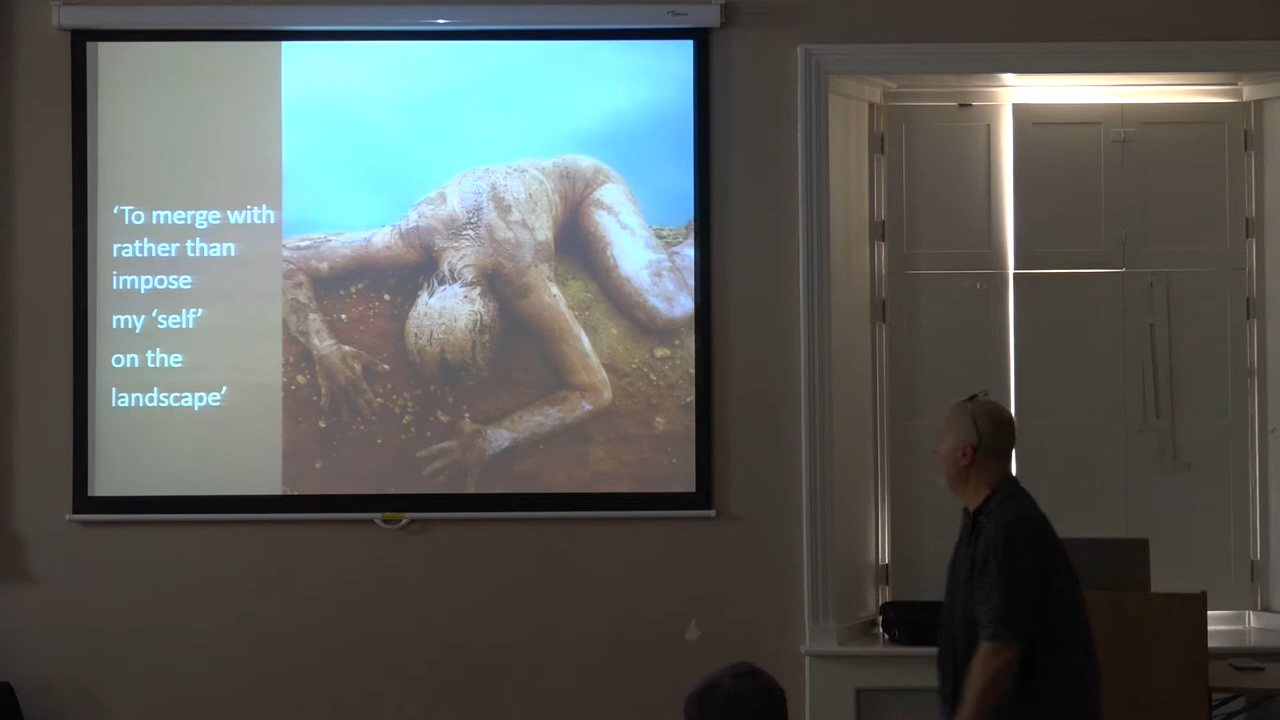 ‘To merge with
rather than
impose
my ‘self’
on the
landscape’